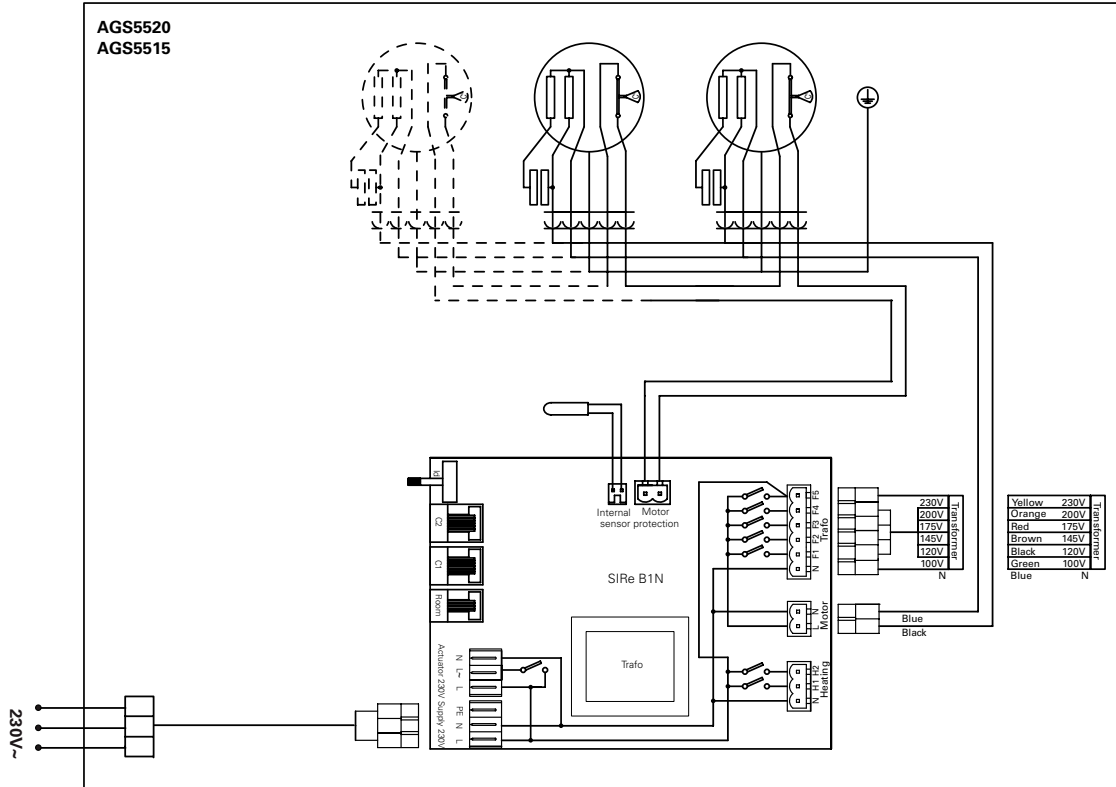 AGS5520
AGS5515
Internal sensor
Motor protection
Id
C2
C1
Room
SIRe B1N
Trafo
F5
F4
F3
F2
F1
N
Trafo
N
L
Motor
H2
H1
N
Heating
N
L~
L
Actuator 230V
PE
N
L
Supply 230V
230V~
230V
200V
175V
145V
120V
100V
N
Transformer
Yellow 230V
Orange 200V
Red 175V
Brown 145V
Black 120V
Green 100V
Blue N
Transformer
Blue
Black